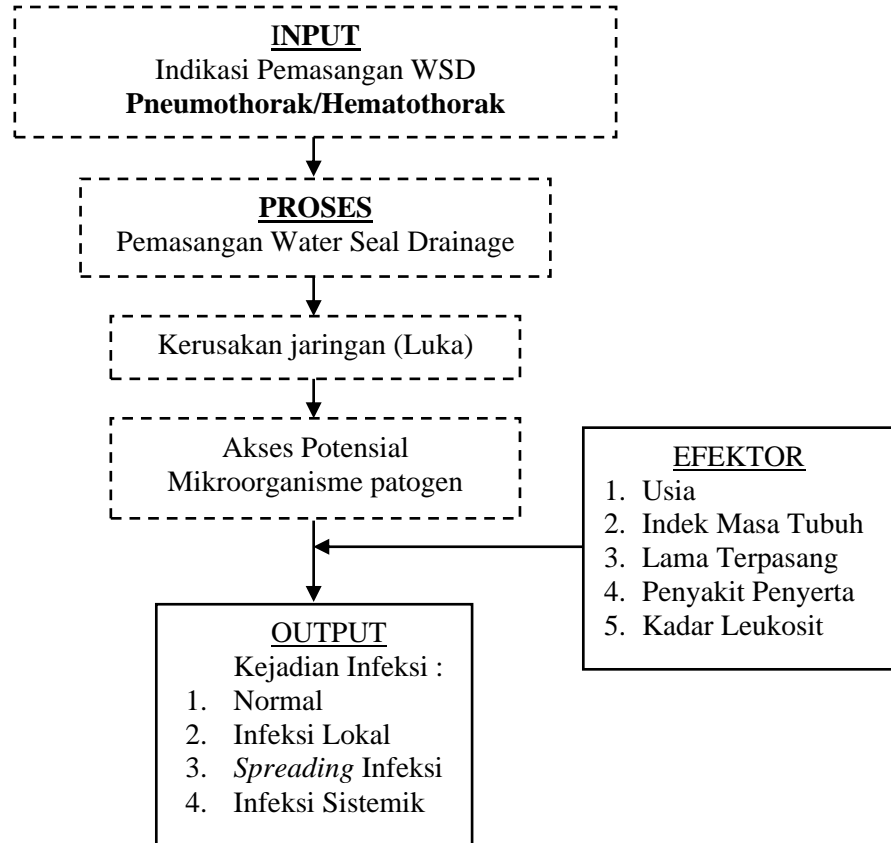 INPUT
Indikasi Pemasangan WSD
Pneumothorak/Hematothorak
PROSES
Pemasangan Water Seal Drainage
Kerusakan jaringan (Luka)
Akses Potensial
Mikroorganisme patogen
EFEKTOR
1. Usia
2. Indek Masa Tubuh
3. Lama Terpasang
4. Penyakit Penyerta
5. Kadar Leukosit
OUTPUT
Kejadian Infeksi :
1. Normal
2. Infeksi Lokal
3. Spreading Infeksi
4. Infeksi Sistemik